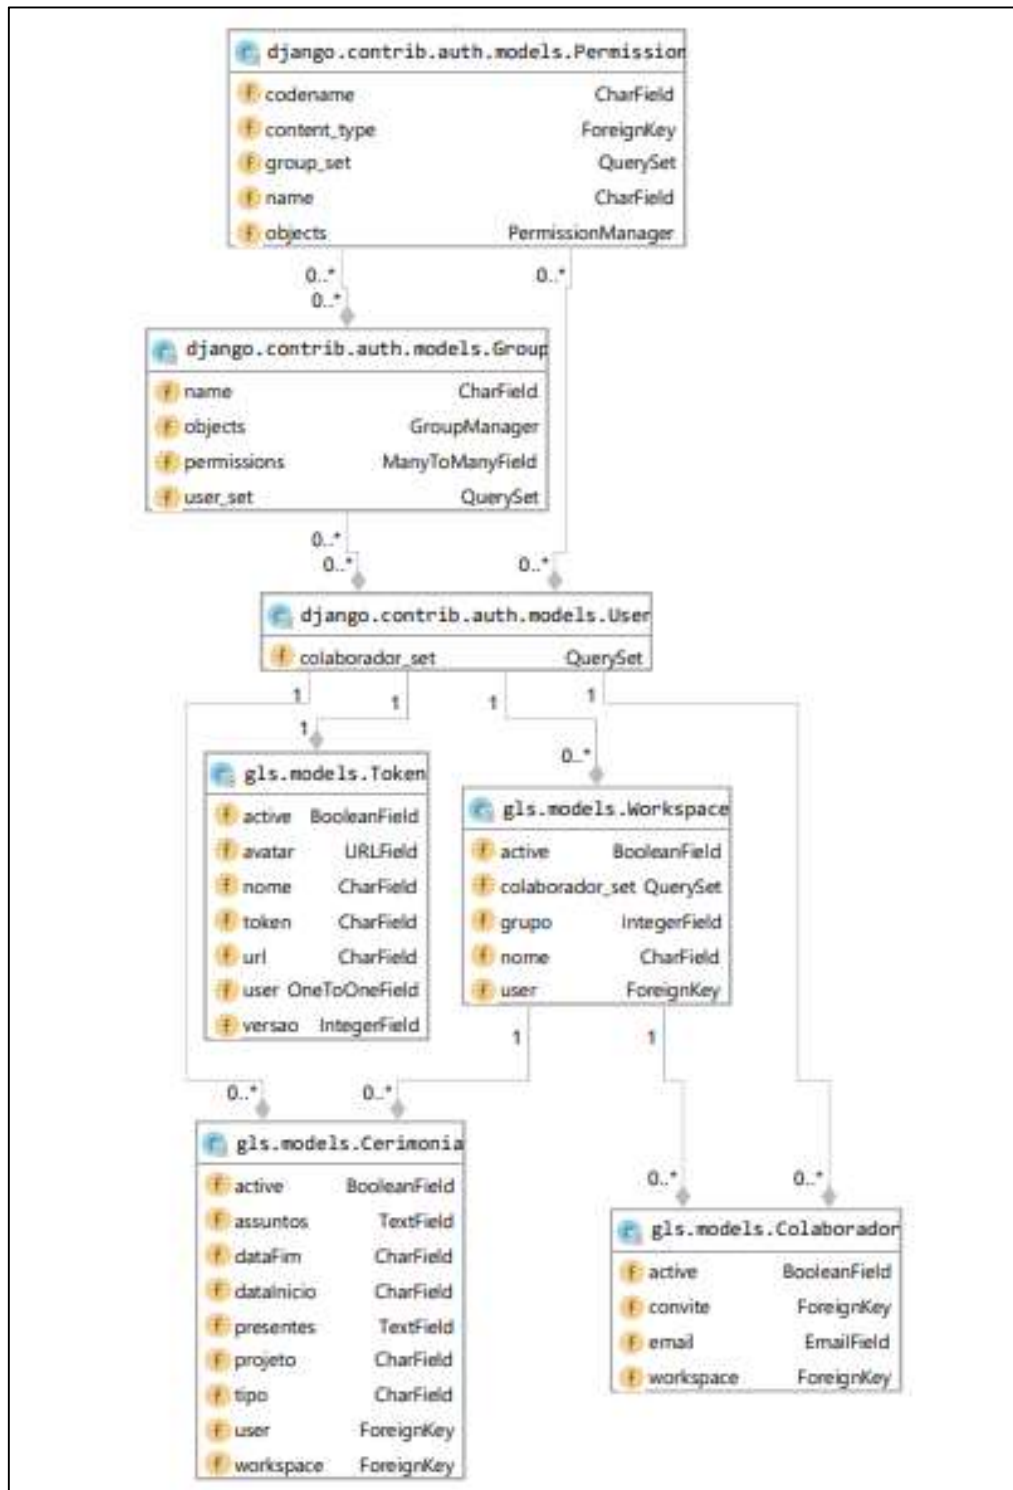 django.contrib.auth.models.Permission
codename CharField
content_type ForeignKey
group_set QuerySet
name CharField
objects PermissionManager
0..* 0..*
0..*
django.contrib.auth.models.Group
name CharField
objects GroupManager
permissions ManyToManyField
user_set QuerySet
0..*
0..* 0..*
django.contrib.auth.models.User
colaborador_set QuerySet
1 1 1 1
1
0..*
gls.models.Token
active BooleanField
avatar URLField
nome CharField
token CharField
url CharField
user OneToOneField
versao IntegerField
gls.models.Workspace
active BooleanField
colaborador_set QuerySet
grupo IntegerField
nome CharField
user ForeignKey
1 1
0..* 0..*
gls.models.Cerimonia
active BooleanField
assuntos TextField
dataFim CharField
dataInicio CharField
presentes TextField
projeto CharField
tipo CharField
user ForeignKey
workspace ForeignKey
0..* 0..*
gls.models.Colaborador
active BooleanField
convite ForeignKey
email EmailField
workspace ForeignKey